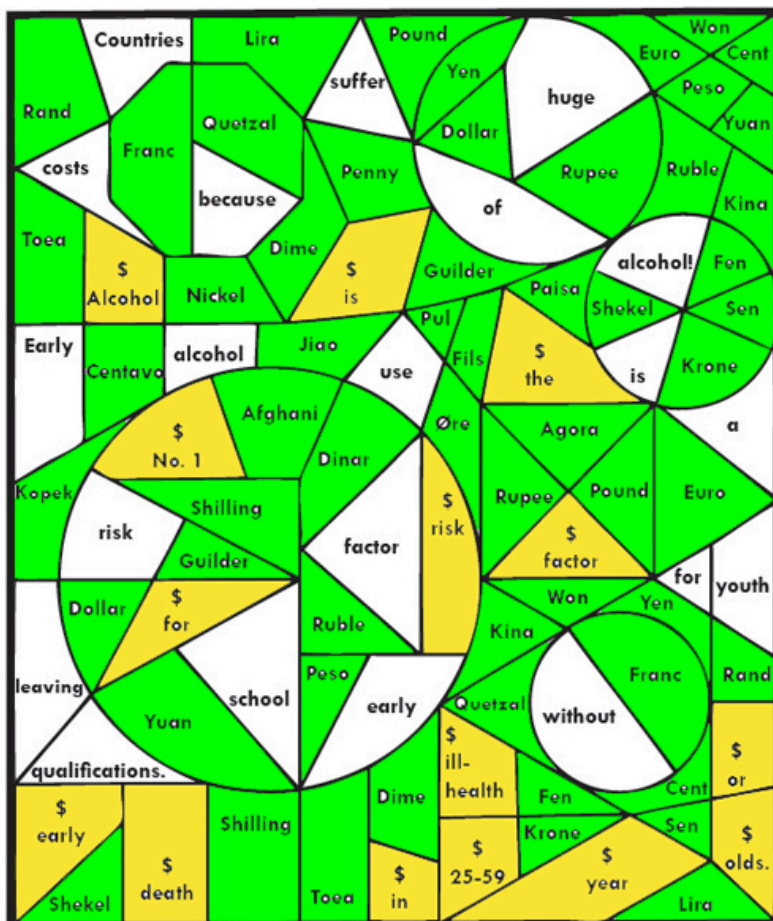 Countries
Lira
Pound
Won
Cent
Euro
Yen
huge
suffer
Peso
Rand
Quetzal
Franc
Dollar
Yuan
costs
Penny
Rupee
Ruble
because
of
Kina
Toea
Dime
$
Alcohol
$
is
Guilder
alcohol!
Fen
Nickel
Paisa
Shekel
Sen
Early
alcohol
Jiao
Pul
Centavo
use
Fils
$
the
is
Krone
Afghani
$
No. 1
Dinar
Øre
Agora
a
Kopek
Shilling
$
risk
Rupee
Pound
Euro
risk
factor
$
factor
Guilder
for
youth
Dollar
$
for
Ruble
Won
Yen
Kina
leaving
school
Peso
early
Quetzal
Franc
Rand
Yuan
without
qualifications.
$
ill-
health
$
or
$
early
$
death
Shilling
Dime
Fen
Cent
Krone
Sen
$
25-59
$
year
$
olds.
Shekel
Toea
$
in
Lira